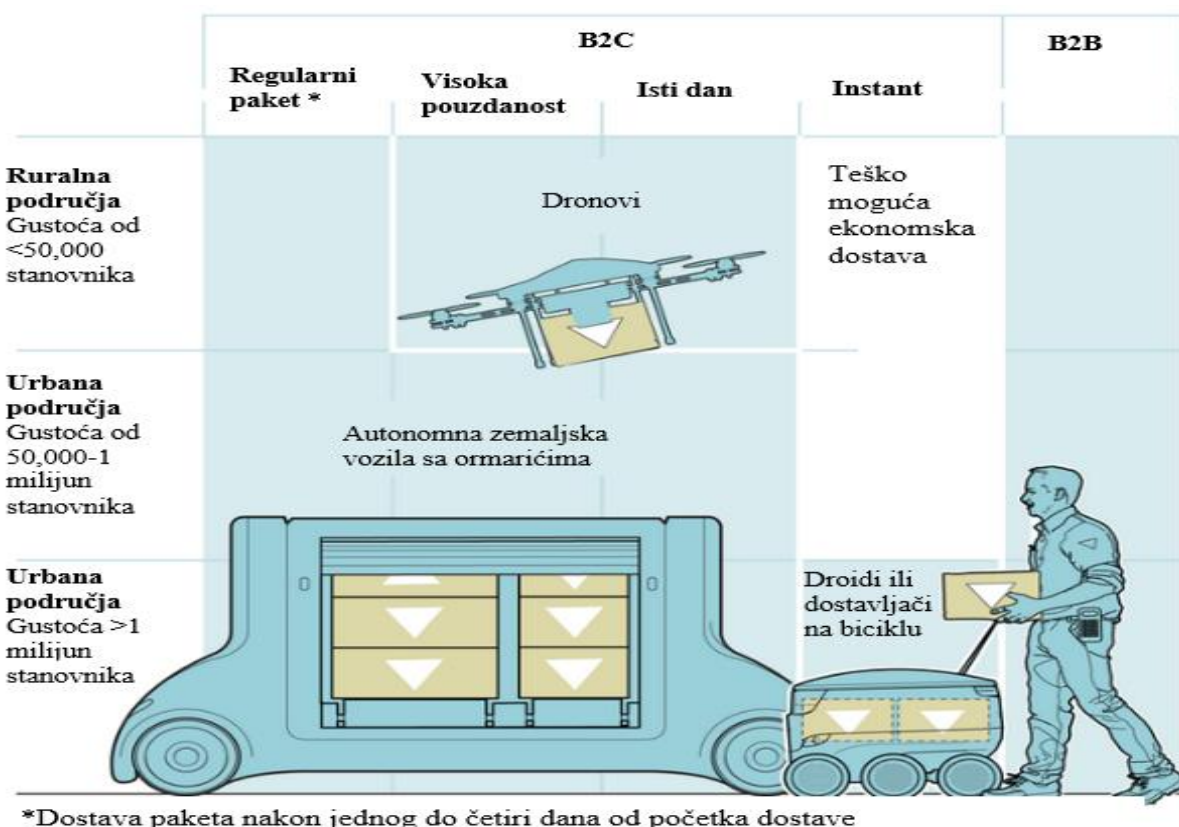 B2C
B2B
Regularni
paket *
Visoka
pouzdanost
Isti dan
Instant
Ruralna
područja
Gustoća od
<50,000
stanovnika
Dronovi
Teško
moguća
ekonomska
dostava
Urbana
područja
Gustoća od
50,000-1
milijun
stanovnika
Autonomna zemaljska
vozila sa ormarićima
Urbana
područja
Gustoća >1
milijun
stanovnika
Droidi ili
dostavljači
na biciklu
*Dostava paketa nakon jednog do četiri dana od početka dostave